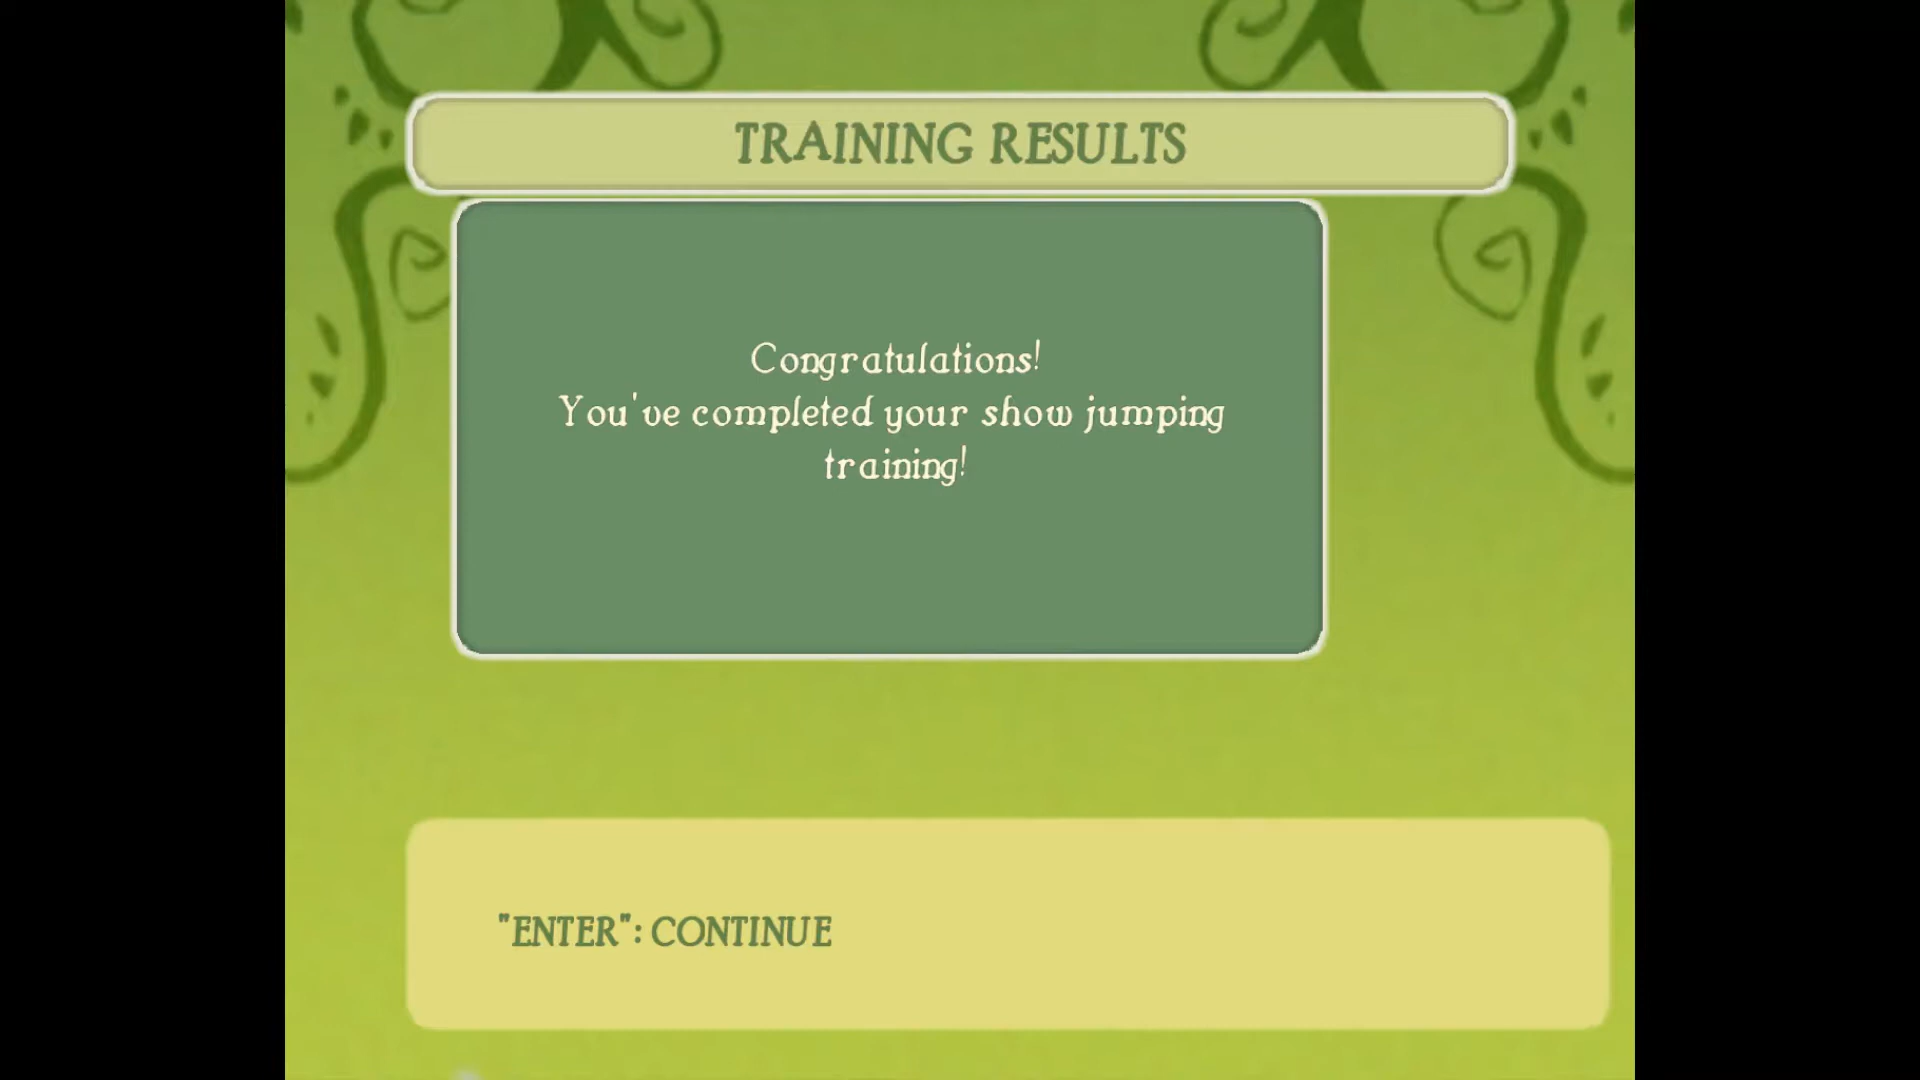 TRAINING RESULTS
Congratulations!
You've completed your show jumping
training!
"ENTER": CONTINUE